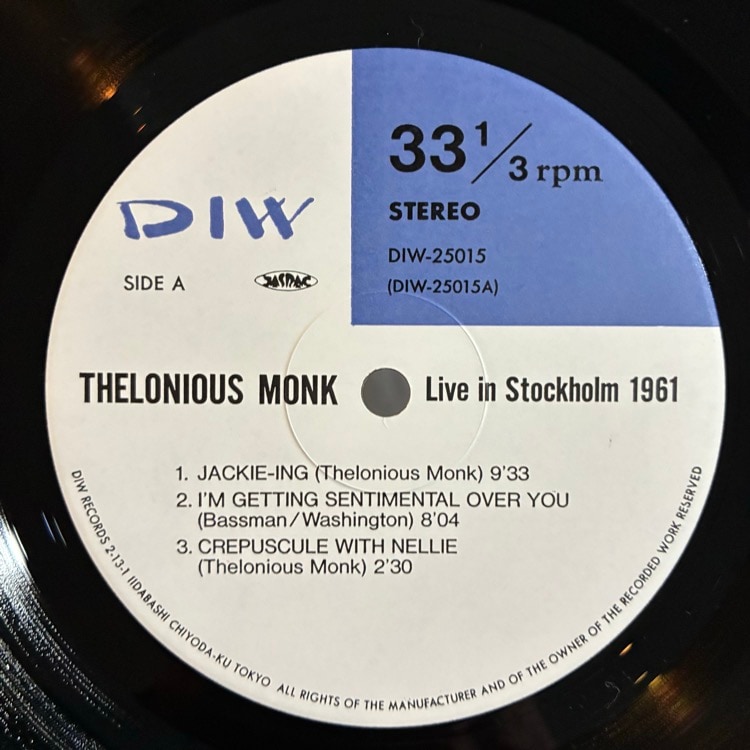 33 1/3 rpm
STEREO
DIW-25015
(DIW-25015A)
DIW
SIDE A
JASRAC
THELONIOUS MONK
Live in Stockholm 1961
1. JACKIE-ING (Thelonious Monk) 9'33
2. I'M GETTING SENTIMENTAL OVER YOU
(Bassman/Washington) 8'04
3. CREPUSCULE WITH NELLIE
(Thelonious Monk) 2'30
DIW RECORDS 2-13-1 IIDABASHI CHIYODA-KU TOKYO ALL RIGHTS OF THE MANUFACTURER AND OF THE OWNER OF THE RECORDED WORK RESERVED